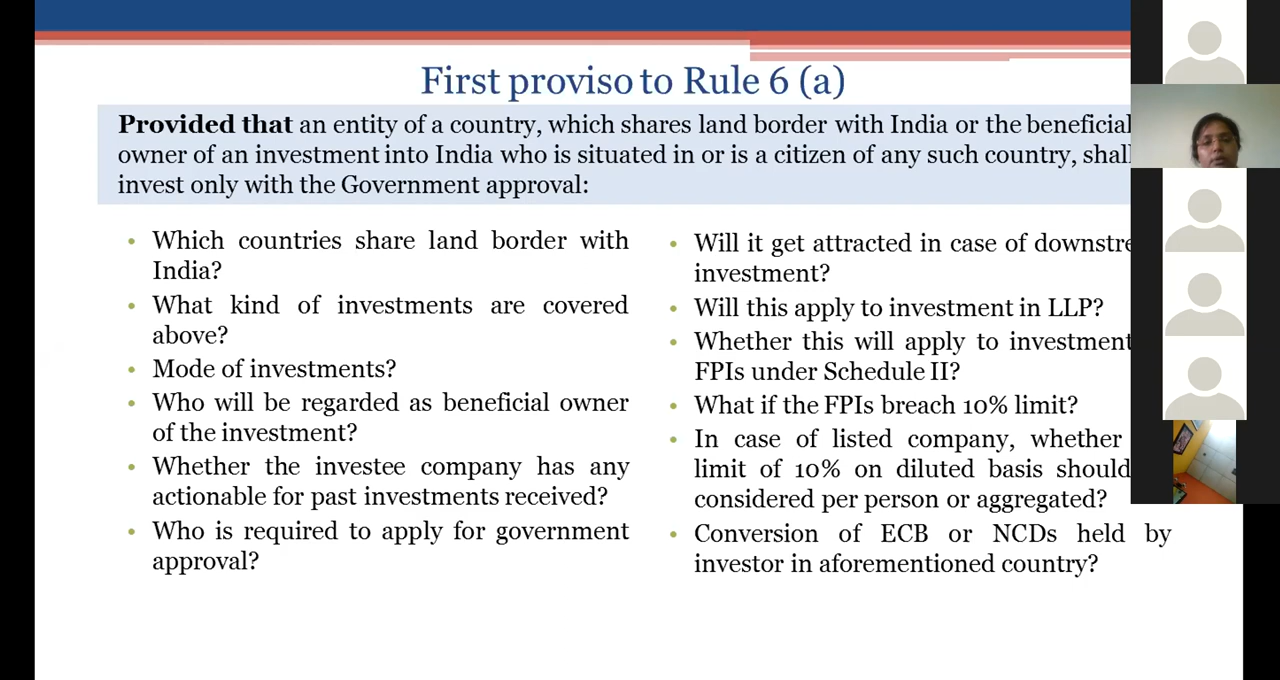 First proviso to Rule 6 (a)
Provided that an entity of a country, which shares land border with India or the beneficial
owner of an investment into India who is situated in or is a citizen of any such country, shall
invest only with the Government approval:
• Which countries share land border with
India?
• What kind of investments are covered
above?
• Mode of investments?
• Who will be regarded as beneficial owner
of the investment?
• Whether the investee company has any
actionable for past investments received?
• Who is required to apply for government
approval?
• Will it get attracted in case of
investment?
• Will this apply to investment in LLP?
• Whether this will apply to investment
FPIs under Schedule II?
• What if the FPIs breach 10% limit?
• In case of listed company, whether
limit of 10% on diluted basis should
considered per person or aggregated?
• Conversion of ECB or NCDs held by
investor in aforementioned country?